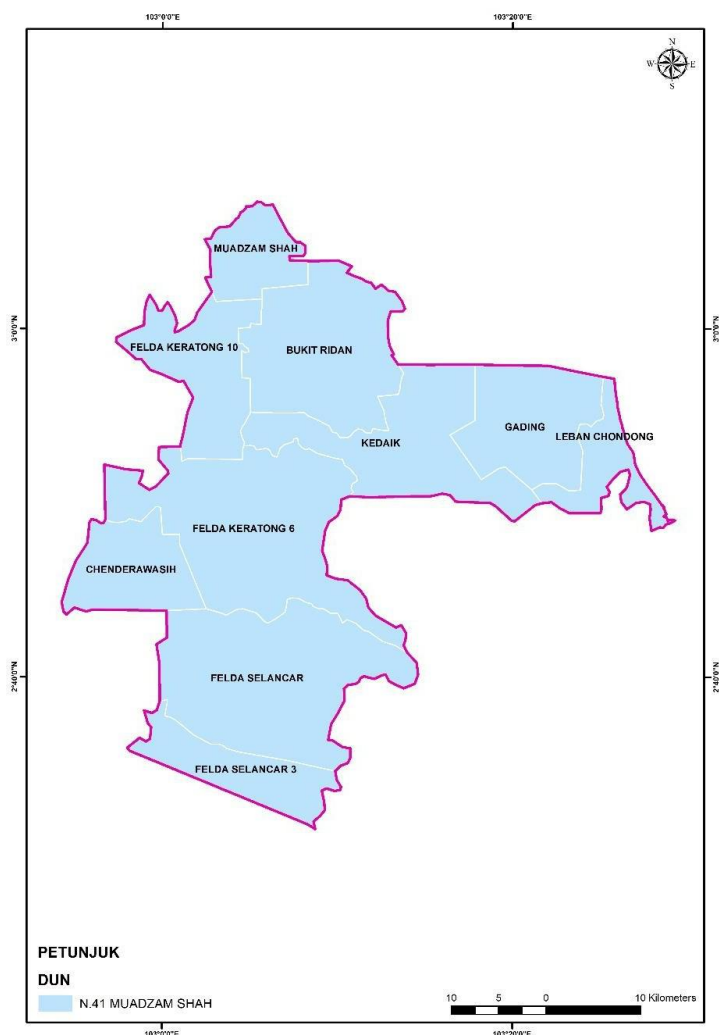 103°0'0"E
103°20'0"E
N
W
E
S
MUADZAM SHAH
3°0'0"N
3°0'0"N
FELDA KERATONG 10
BUKIT RIDAN
GADING
LEBAN CHONDONG
KEDAIK
FELDA KERATONG 6
CHENDERAWASIH
2°40'0"N
2°40'0"N
FELDA SELANCAR
FELDA SELANCAR 3
PETUNJUK
DUN
N.41 MUADZAM SHAH
10 5 0 10 Kilometers
103°0'0"E
103°20'0"E